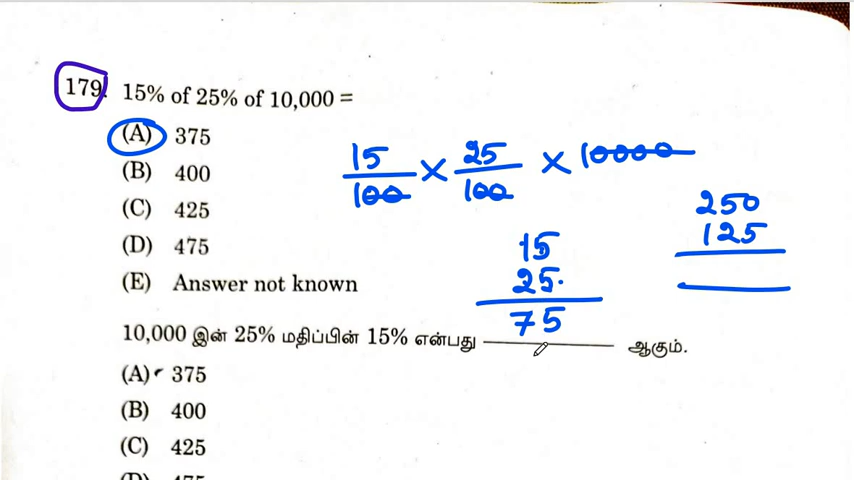 179. 15% of 25% of 10,000 =
(A) 375
(B) 400
(C) 425
(D) 475
(E) Answer not known
15/100 × 25/100 × 10000
15
25.
75
250
125
10,000 இன் 25% மதிப்பின் 15% என்பது ________ ஆகும்.
(A) 375
(B) 400
(C) 425
(D) 475